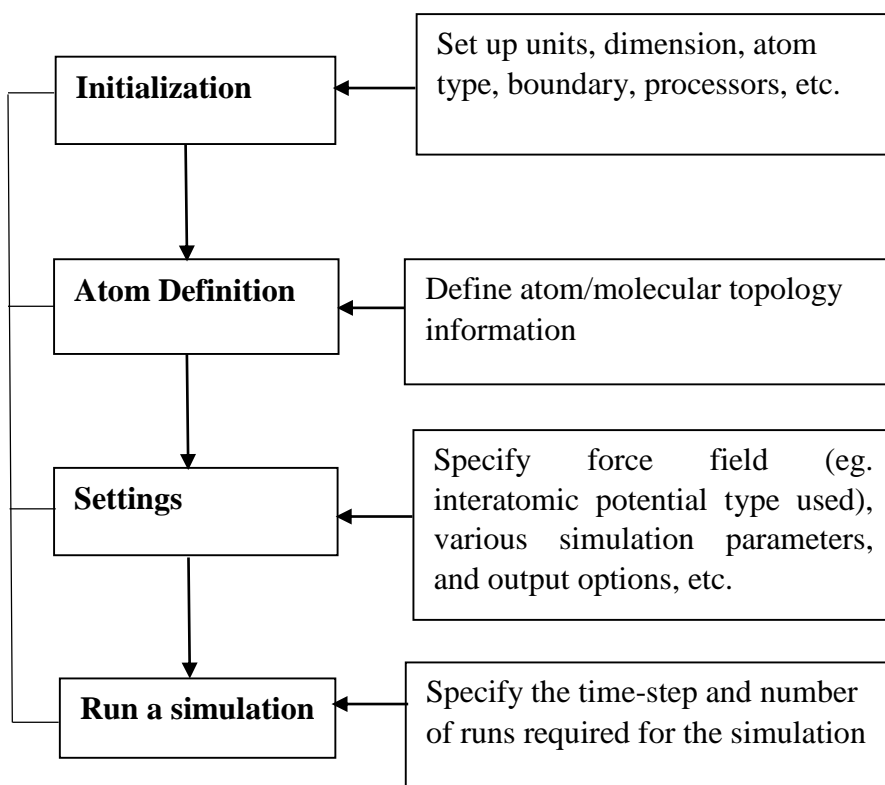 Initialization
Set up units, dimension, atom
type, boundary, processors, etc.
Atom Definition
Define atom/molecular topology
information
Settings
Specify force field (eg.
interatomic potential type used),
various simulation parameters,
and output options, etc.
Run a simulation
Specify the time-step and number
of runs required for the simulation